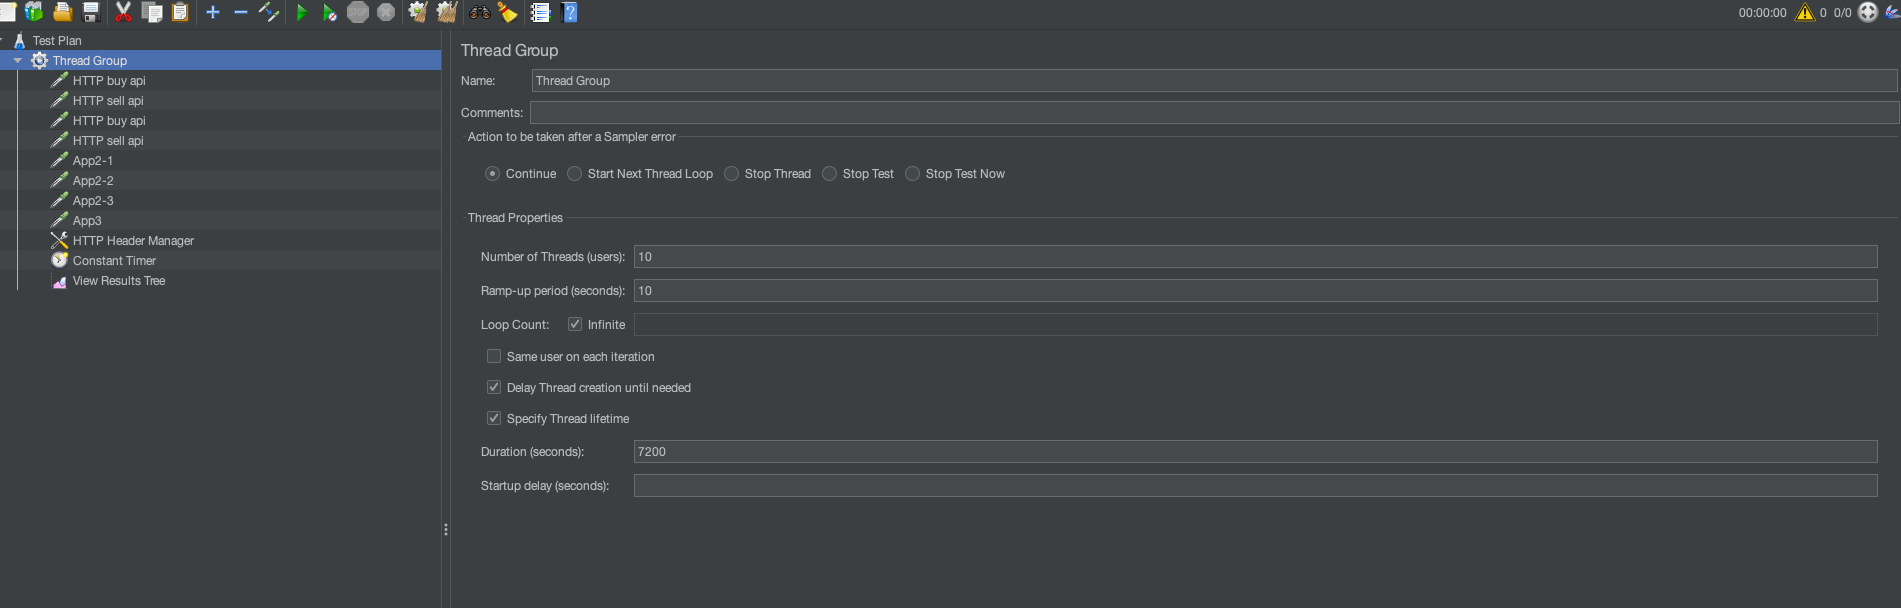 00:00:00 0 0/0
Test Plan
Thread Group
HTTP buy api
HTTP sell api
HTTP buy api
HTTP sell api
App2-1
App2-2
App2-3
App3
HTTP Header Manager
Constant Timer
View Results Tree
Thread Group
Name: Thread Group
Comments:
Action to be taken after a Sampler error
Continue Start Next Thread Loop Stop Thread Stop Test Stop Test Now
Thread Properties
Number of Threads (users): 10
Ramp-up period (seconds): 10
Loop Count: Infinite
Same user on each iteration
Delay Thread creation until needed
Specify Thread lifetime
Duration (seconds): 7200
Startup delay (seconds):